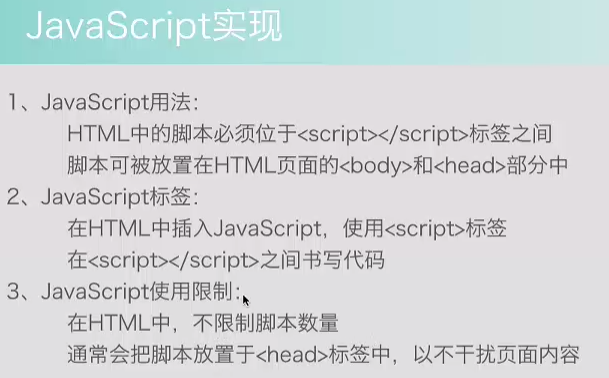 JavaScript实现
1、JavaScript用法：
HTML中的脚本必须位于<script></script>标签之间
脚本可被放置在HTML页面的<body>和<head>部分中
2、JavaScript标签：
在HTML中插入JavaScript，使用<script>标签
在<script></script>之间书写代码
3、JavaScript使用限制：
在HTML中，不限制脚本数量
通常会把脚本放置于<head>标签中，以不干扰页面内容